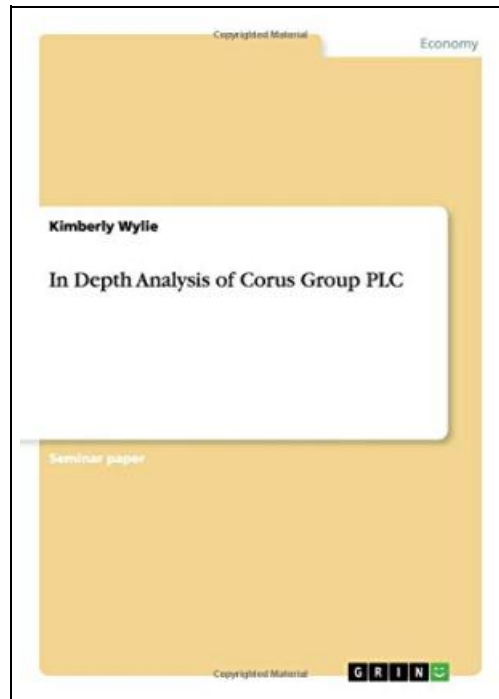 Copyrighted Material
Economy
Kimberly Wylie
In Depth Analysis of Corus Group PLC
Seminar paper
Copyrighted Material
GRIN